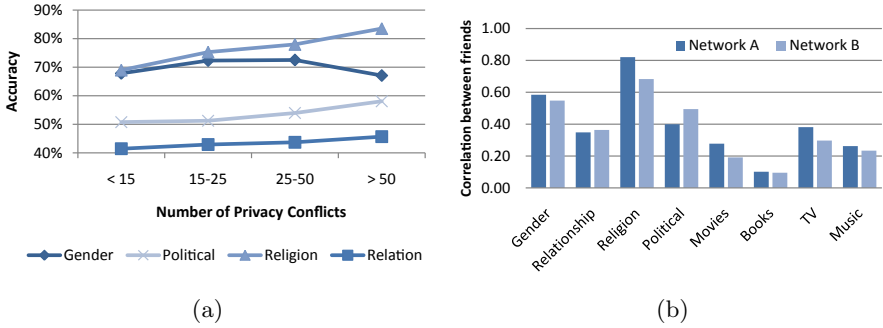 90%
80%
70%
60%
50%
40%
Accuracy
< 15
15-25
25-50
> 50
Number of Privacy Conflicts
Gender
Political
Religion
Relation
(a)
1.00
0.80
0.60
0.40
0.20
0.00
Correlation between friends
Network A
Network B
Gender
Relationship
Religion
Political
Movies
Books
TV
Music
(b)